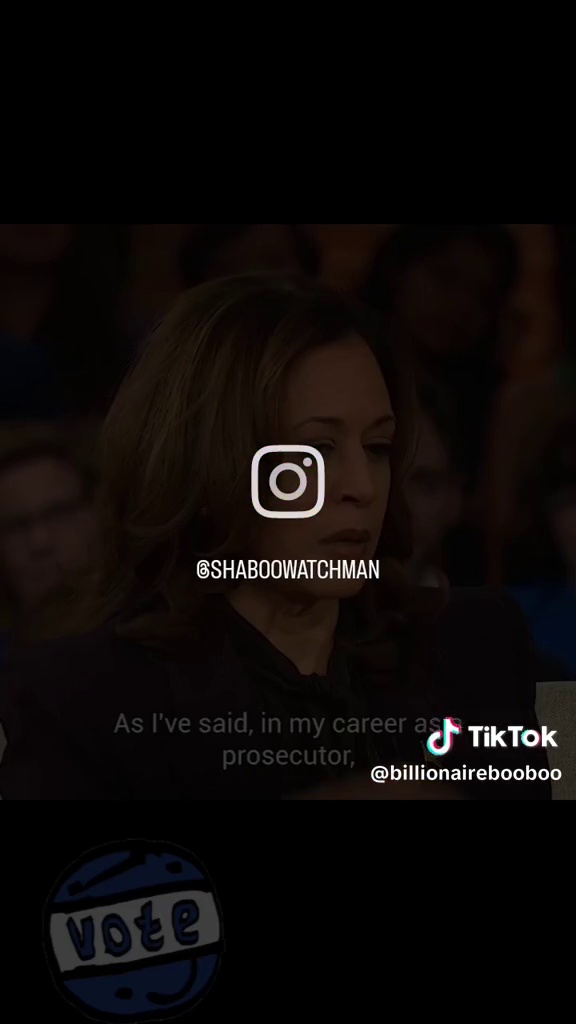 @SHABOOWATCHMAN
As I've said, in my career as a
prosecutor,
TikTok
@billionairebooboo
vote